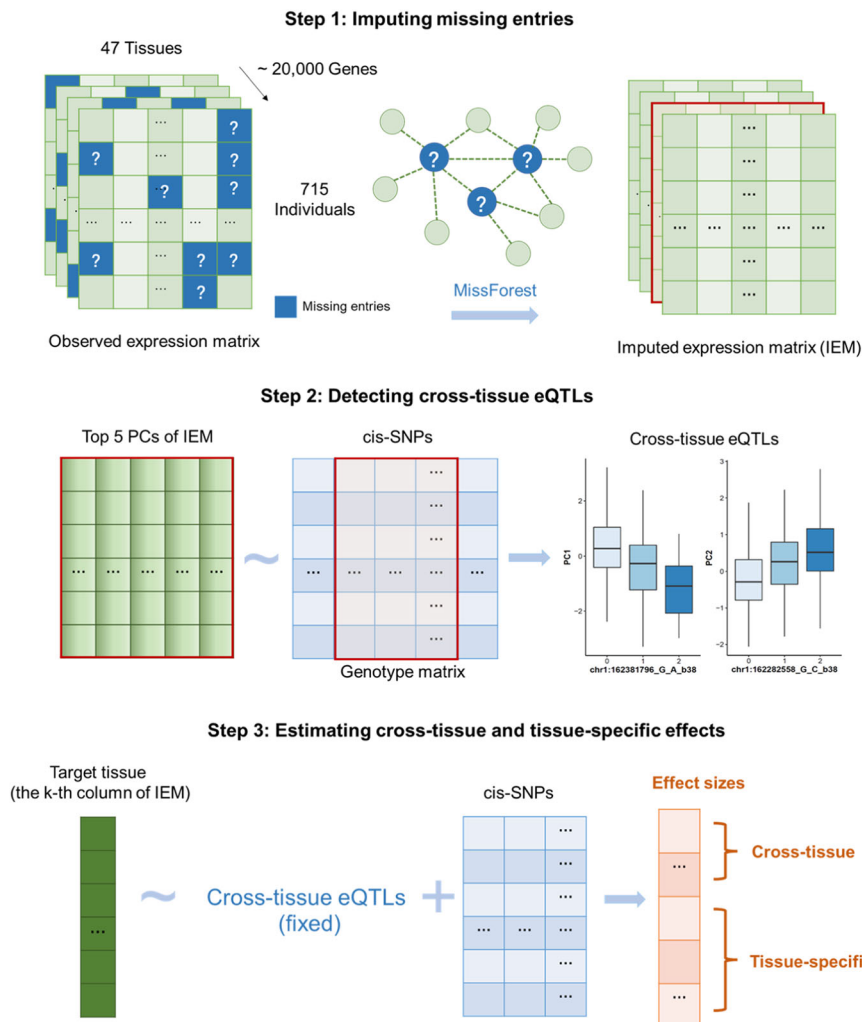 Step 1: Imputing missing entries
47 Tissues
~ 20,000 Genes
...
?
?
?
?
?
...
... ... ... ... ...
?
?
?
?
...
715
Individuals
?
?
?
MissForest
Missing entries
Observed expression matrix
...
...
...
... ... ... ... ...
...
...
Imputed expression matrix (IEM)
Step 2: Detecting cross-tissue eQTLs
Top 5 PCs of IEM
cis-SNPs
Cross-tissue eQTLs
... ... ... ... ...
~
...
...
...
... ... ... ... ...
...
...
Genotype matrix
PC1
2
0
−2
0 1 2
chr1:162381796_G_A_b38
PC2
3
2
1
0
−1
−2
0 1 2
chr1:162282558_G_C_b38
Step 3: Estimating cross-tissue and tissue-specific effects
Target tissue
(the k-th column of IEM)
cis-SNPs
Effect sizes
...
~
Cross-tissue eQTLs
(fixed)
+
...
...
...
... ... ...
...
...
...
Cross-tissue
Tissue-specifi
...